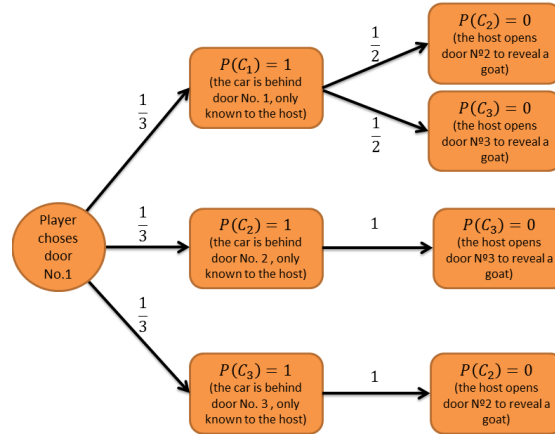 Player
choses
door
No.1
1/3
1/3
1/3
P(C₁) = 1
(the car is behind
door No. 1, only
known to the host)
1/2
1/2
P(C₂) = 0
(the host opens
door №2 to reveal a
goat)
P(C₃) = 0
(the host opens
door №3 to reveal a
goat)
P(C₂) = 1
(the car is behind
door No. 2 , only
known to the host)
1
P(C₃) = 0
(the host opens
door №3 to reveal a
goat)
P(C₃) = 1
(the car is behind
door No. 3 , only
known to the host)
1
P(C₂) = 0
(the host opens
door №2 to reveal a
goat)